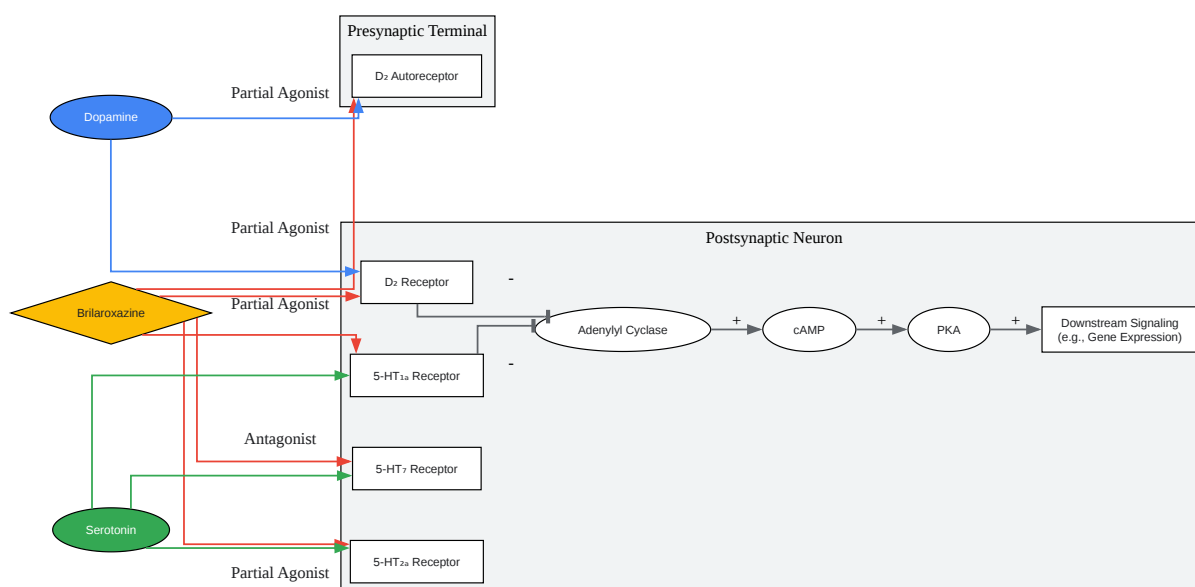 Presynaptic Terminal
D₂ Autoreceptor
Partial Agonist
Dopamine
Partial Agonist
Postsynaptic Neuron
D₂ Receptor
-
Partial Agonist
Brilaroxazine
Adenylyl Cyclase
+
cAMP
+
PKA
+
Downstream Signaling
(e.g., Gene Expression)
-
5-HT₁ₐ Receptor
Antagonist
5-HT₇ Receptor
Serotonin
5-HT₂ₐ Receptor
Partial Agonist